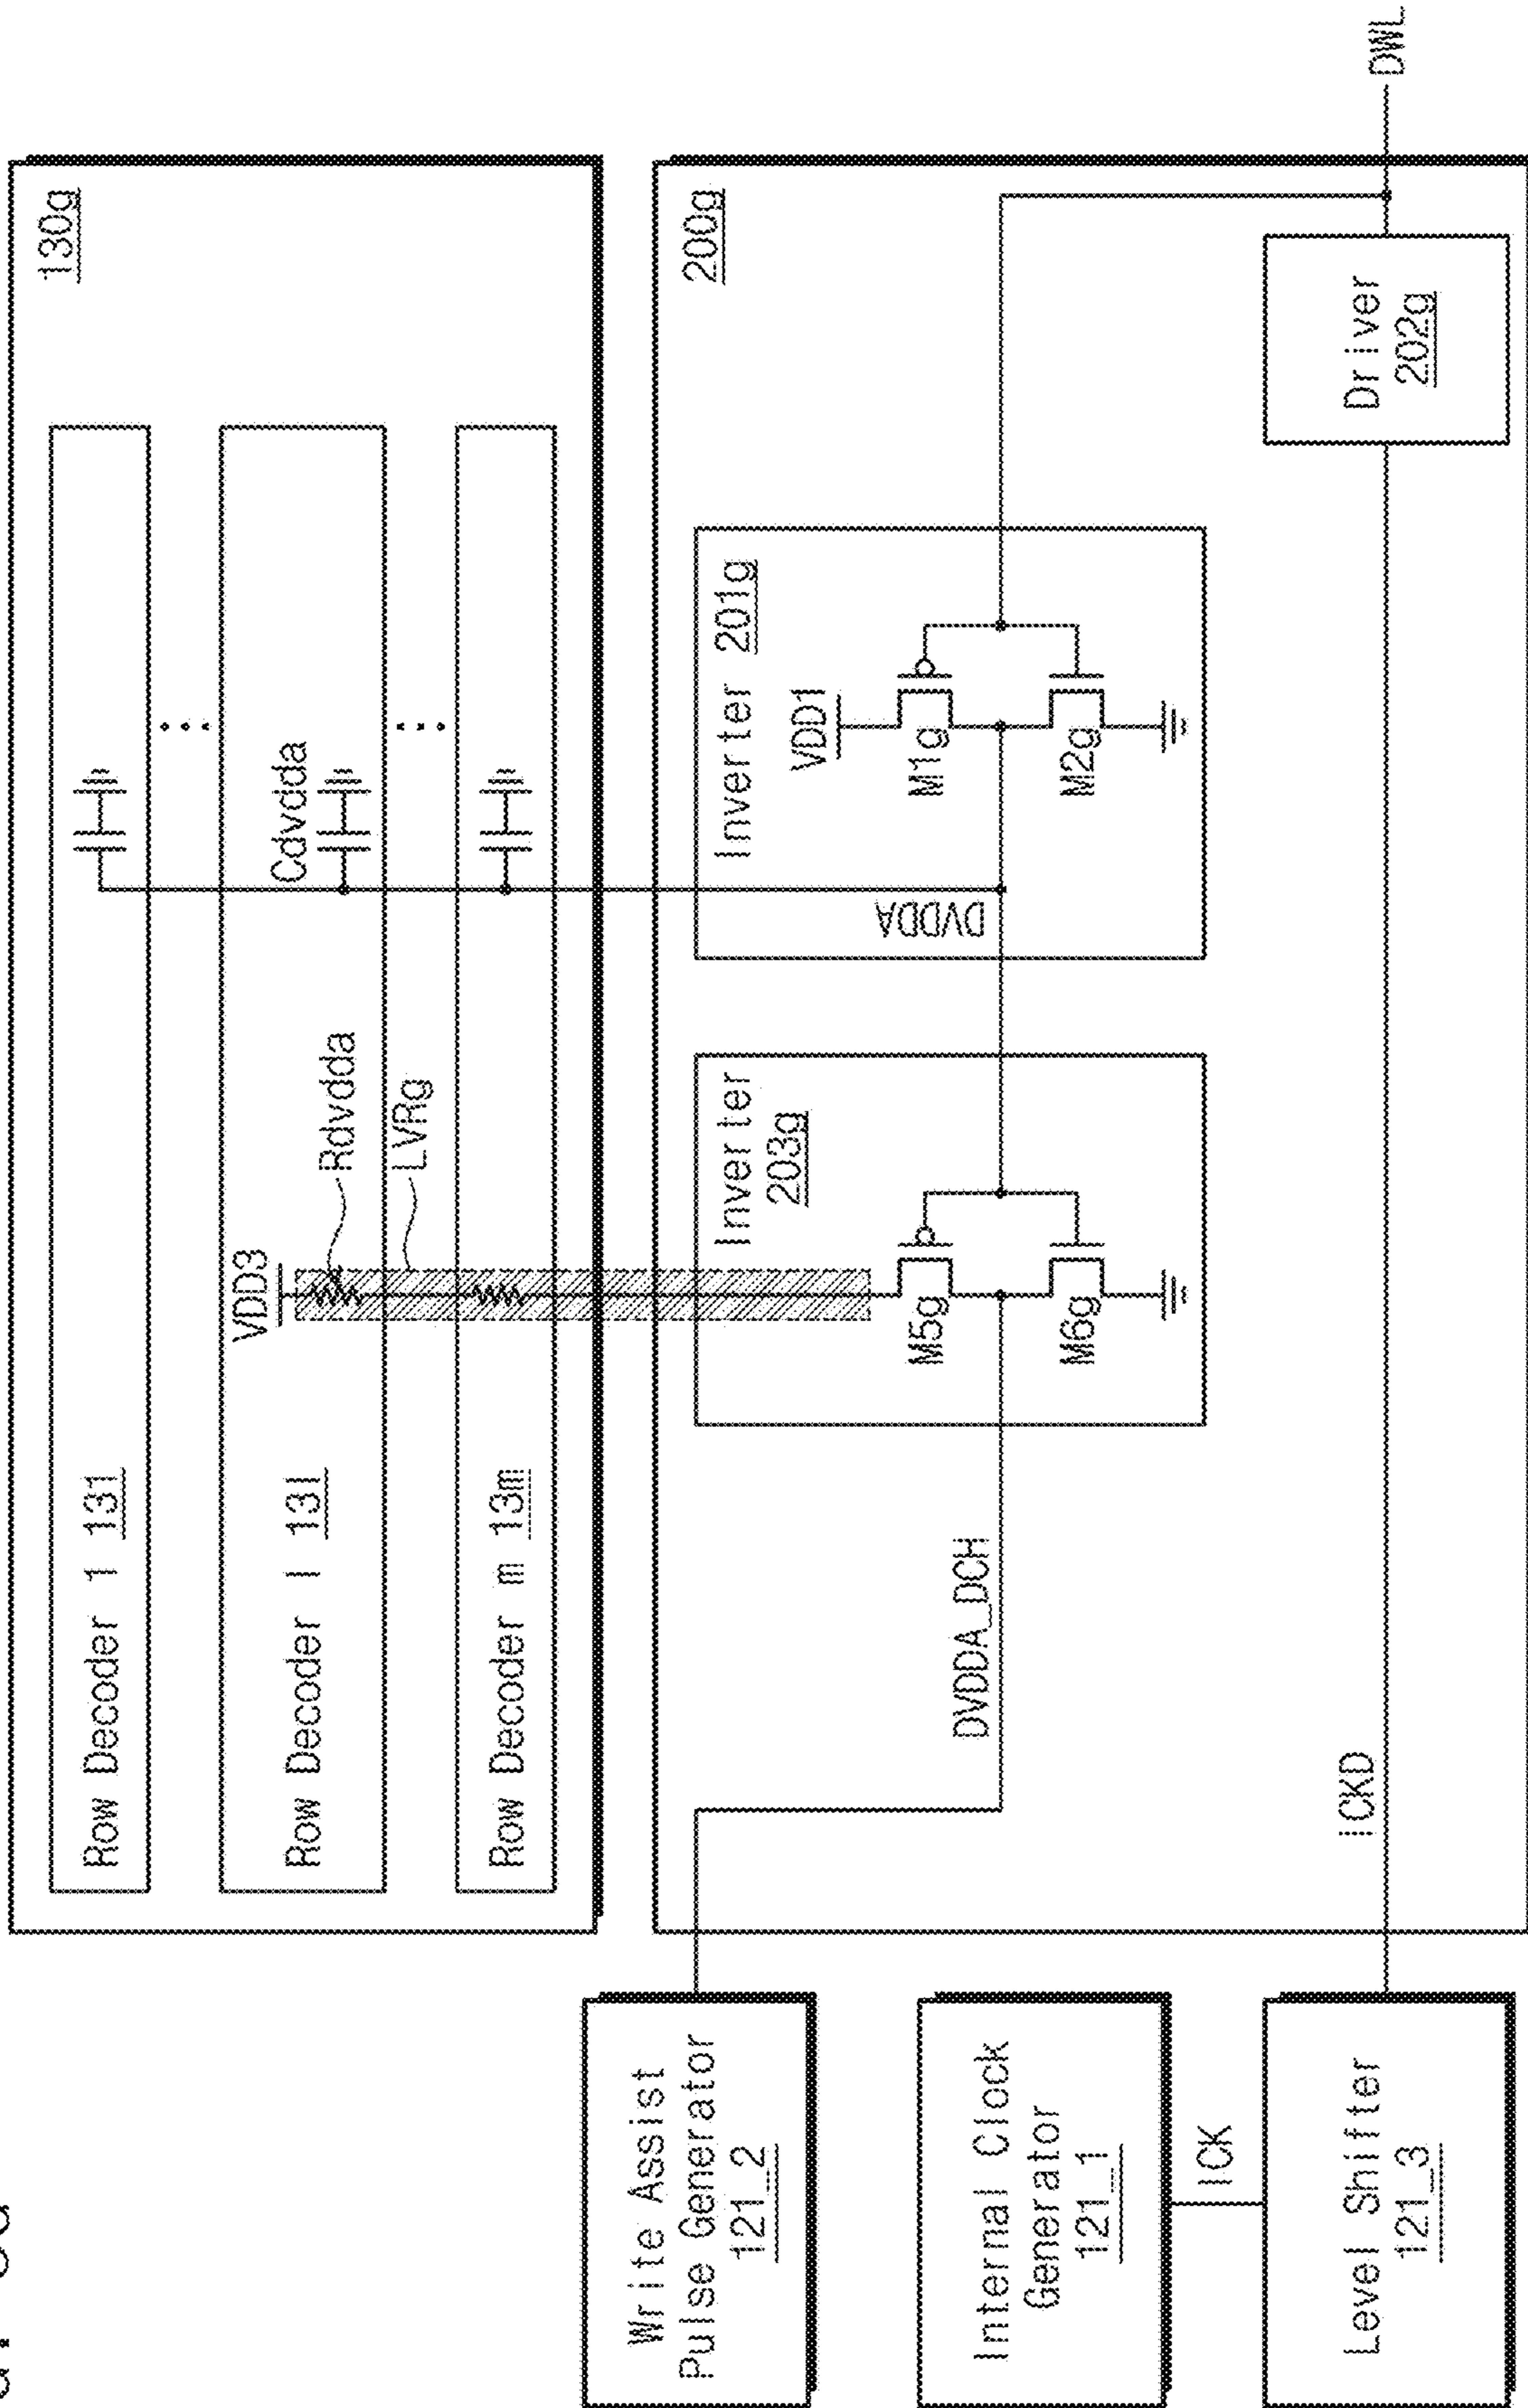 130g
Row Decoder 1 131
Row Decoder l 13l
Row Decoder m 13m
Cdvdda
VDD3
Rdvdda
LVRg
200g
Inverter
203g
M5g
M6g
Inverter 201g
VDD1
M1g
M2g
DVDDA
DVDDA_DCH
Driver
202g
DWL
ICKD
Write Assist
Pulse Generator
121_2
Internal Clock
Generator
121_1
ICK
Level Shifter
121_3